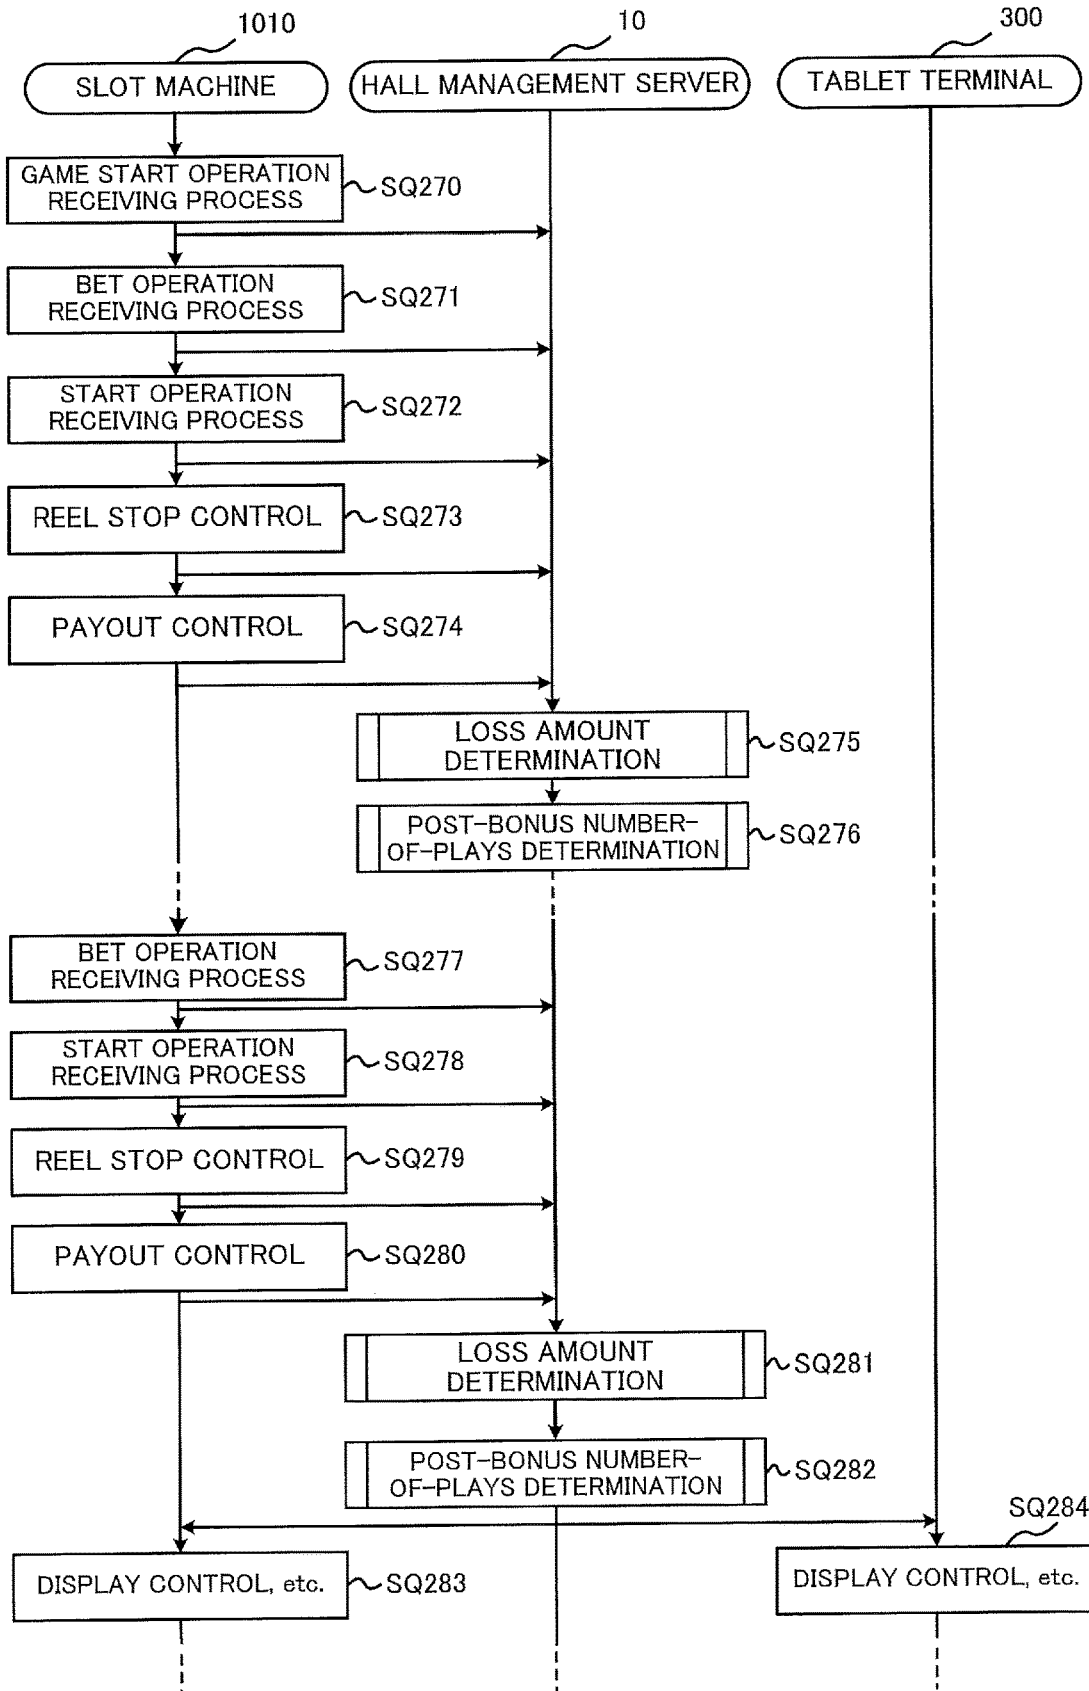 1010
10
300
SLOT MACHINE
HALL MANAGEMENT SERVER
TABLET TERMINAL
GAME START OPERATION
RECEIVING PROCESS
SQ270
BET OPERATION
RECEIVING PROCESS
SQ271
START OPERATION
RECEIVING PROCESS
SQ272
REEL STOP CONTROL
SQ273
PAYOUT CONTROL
SQ274
LOSS AMOUNT
DETERMINATION
SQ275
POST-BONUS NUMBER-
OF-PLAYS DETERMINATION
SQ276
BET OPERATION
RECEIVING PROCESS
SQ277
START OPERATION
RECEIVING PROCESS
SQ278
REEL STOP CONTROL
SQ279
PAYOUT CONTROL
SQ280
LOSS AMOUNT
DETERMINATION
SQ281
POST-BONUS NUMBER-
OF-PLAYS DETERMINATION
SQ282
SQ284
DISPLAY CONTROL, etc.
SQ283
DISPLAY CONTROL, etc.